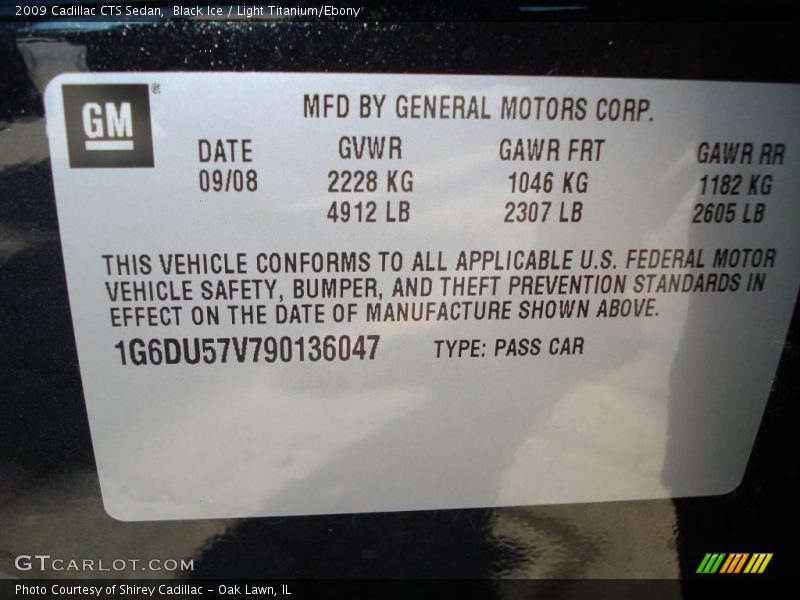 2009 Cadillac CTS Sedan, Black Ice / Light Titanium/Ebony
GM ®
MFD BY GENERAL MOTORS CORP.
DATE GVWR GAWR FRT GAWR RR
09/08 2228 KG 1046 KG 1182 KG
4912 LB 2307 LB 2605 LB
THIS VEHICLE CONFORMS TO ALL APPLICABLE U.S. FEDERAL MOTOR
VEHICLE SAFETY, BUMPER, AND THEFT PREVENTION STANDARDS IN
EFFECT ON THE DATE OF MANUFACTURE SHOWN ABOVE.
1G6DU57V790136047 TYPE: PASS CAR
GTCARLOT.COM
Photo Courtesy of Shirey Cadillac - Oak Lawn, IL